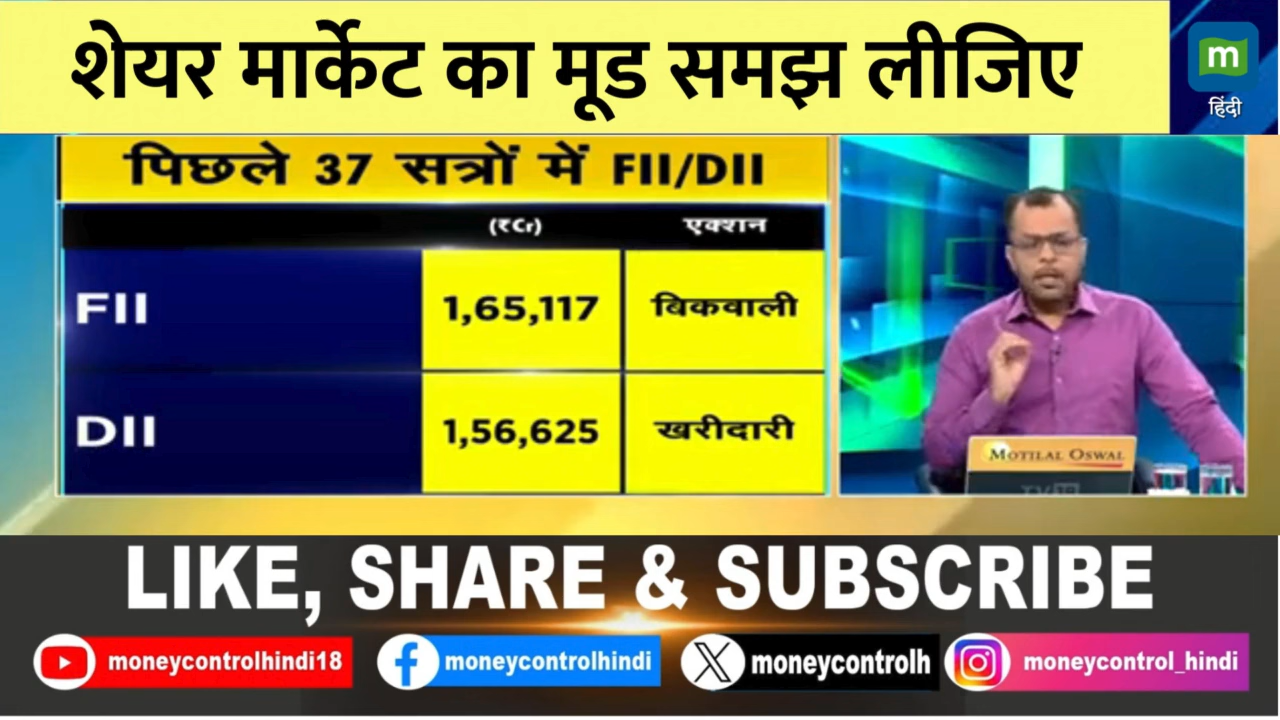 शेयर मार्केट का मूड समझ लीजिए
m
हिंदी
पिछले 37 सत्रों में FII/DII
(₹Cr) एक्शन
FII 1,65,117 बिकवाली
DII 1,56,625 खरीदारी
MOTILAL OSWAL
LIKE, SHARE & SUBSCRIBE
moneycontrolhindi18 moneycontrolhindi moneycontrolh moneycontrol_hindi